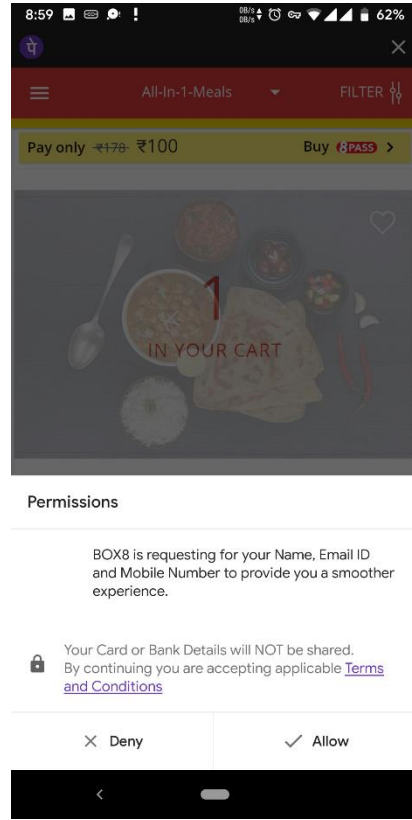 8:59 0B/s 0B/s 62%
पे
All-In-1-Meals FILTER
Pay only ₹178 ₹100 Buy 8PASS >
1
IN YOUR CART
Permissions
BOX8 is requesting for your Name, Email ID
and Mobile Number to provide you a smoother
experience.
Your Card or Bank Details will NOT be shared.
By continuing you are accepting applicable Terms
and Conditions
Deny Allow